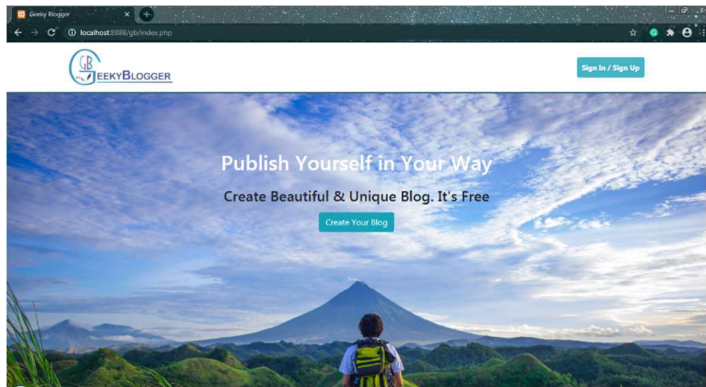 Geeky Blogger
localhost:8888/gb/index.php
GB
GEEKYBLOGGER
Sign In / Sign Up
Publish Yourself in Your Way
Create Beautiful & Unique Blog. It's Free
Create Your Blog